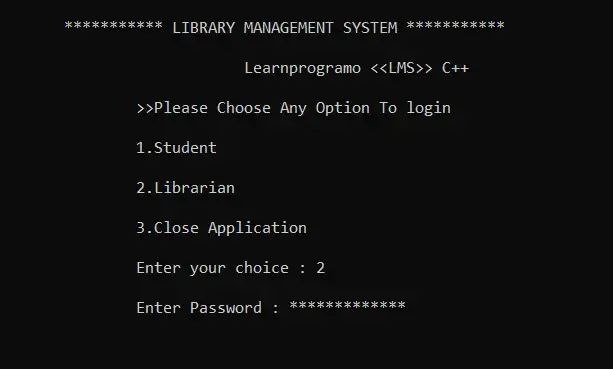 *********** LIBRARY MANAGEMENT SYSTEM ***********
Learnprogramo <<LMS>> C++
>>Please Choose Any Option To login
1.Student
2.Librarian
3.Close Application
Enter your choice : 2
Enter Password : *************